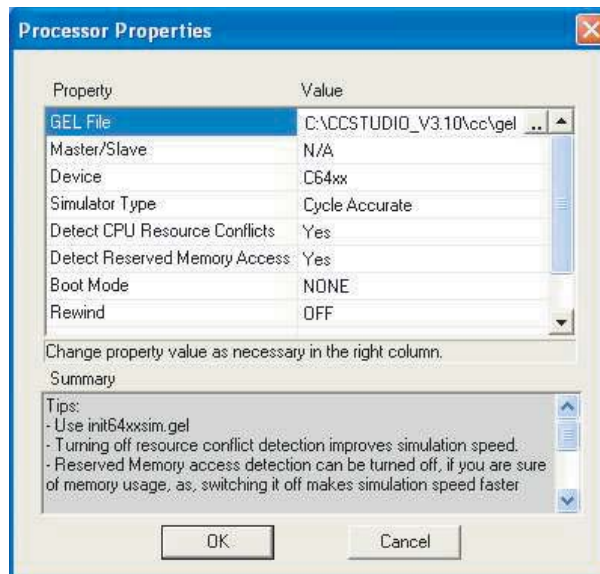 Processor Properties
Property Value
GEL File C:\CCSTUDIO_V3.10\cc\gel ..
Master/Slave N/A
Device C64xx
Simulator Type Cycle Accurate
Detect CPU Resource Conflicts Yes
Detect Reserved Memory Access Yes
Boot Mode NONE
Rewind OFF
Change property value as necessary in the right column.
Summary
Tips:
- Use init64xxsim.gel
- Turning off resource conflict detection improves simulation speed.
- Reserved Memory access detection can be turned off, if you are sure
of memory usage, as, switching it off makes simulation speed faster
OK Cancel